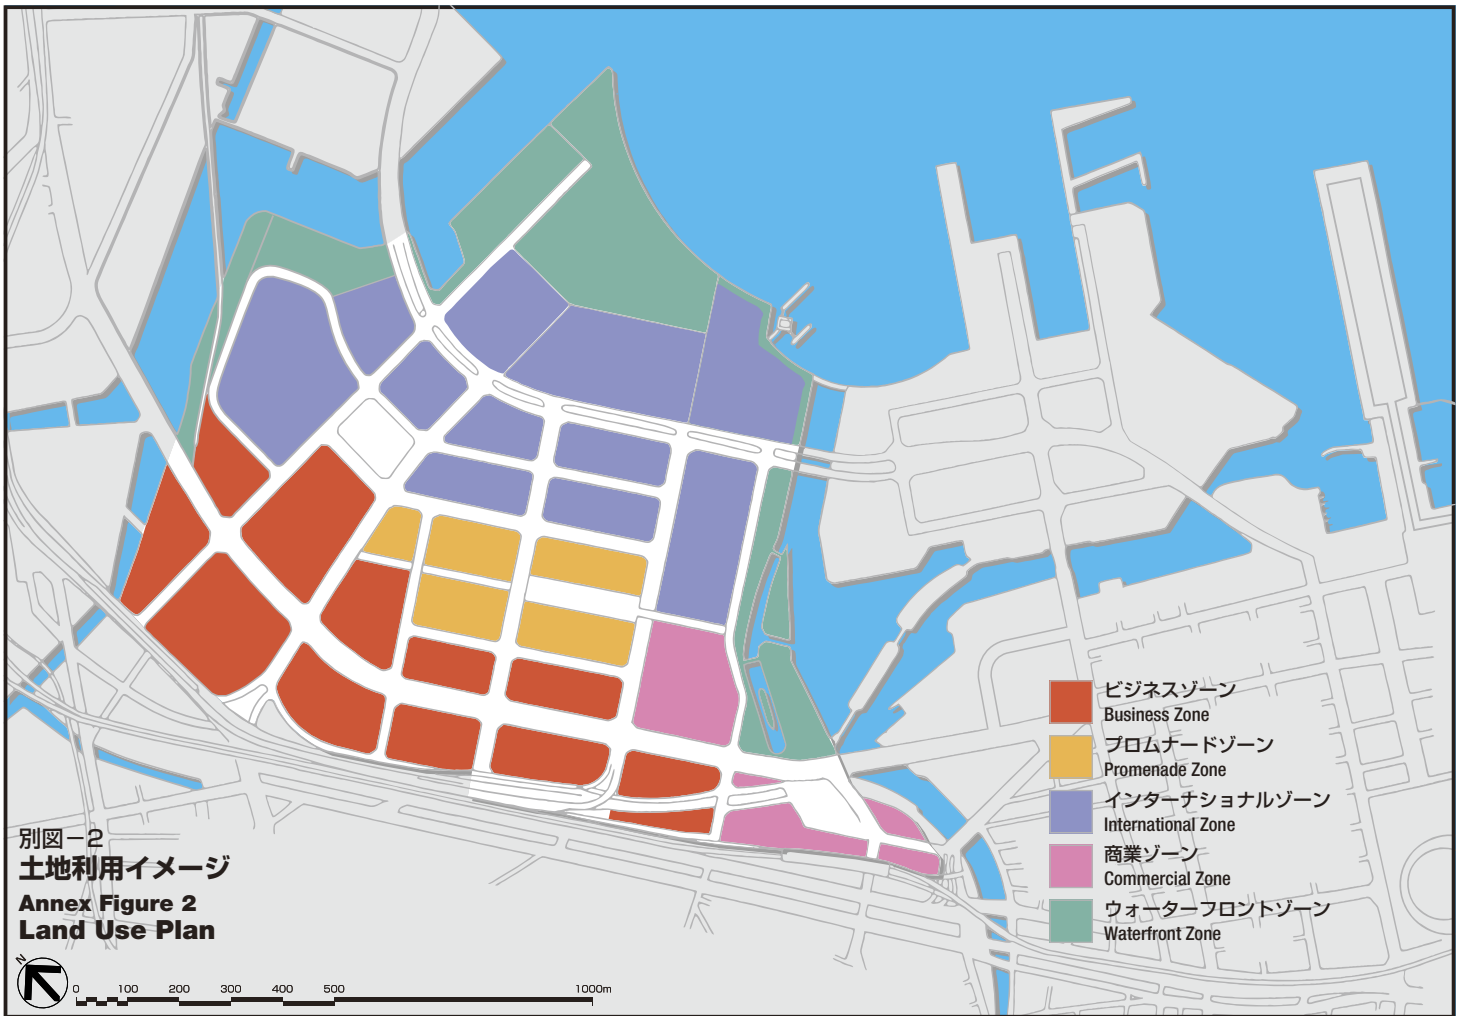 ビジネスゾーン
Business Zone
プロムナードゾーン
Promenade Zone
インターナショナルゾーン
International Zone
商業ゾーン
Commercial Zone
ウォーターフロントゾーン
Waterfront Zone
別図－2
土地利用イメージ
Annex Figure 2
Land Use Plan
N
0 100 200 300 400 500 1000m